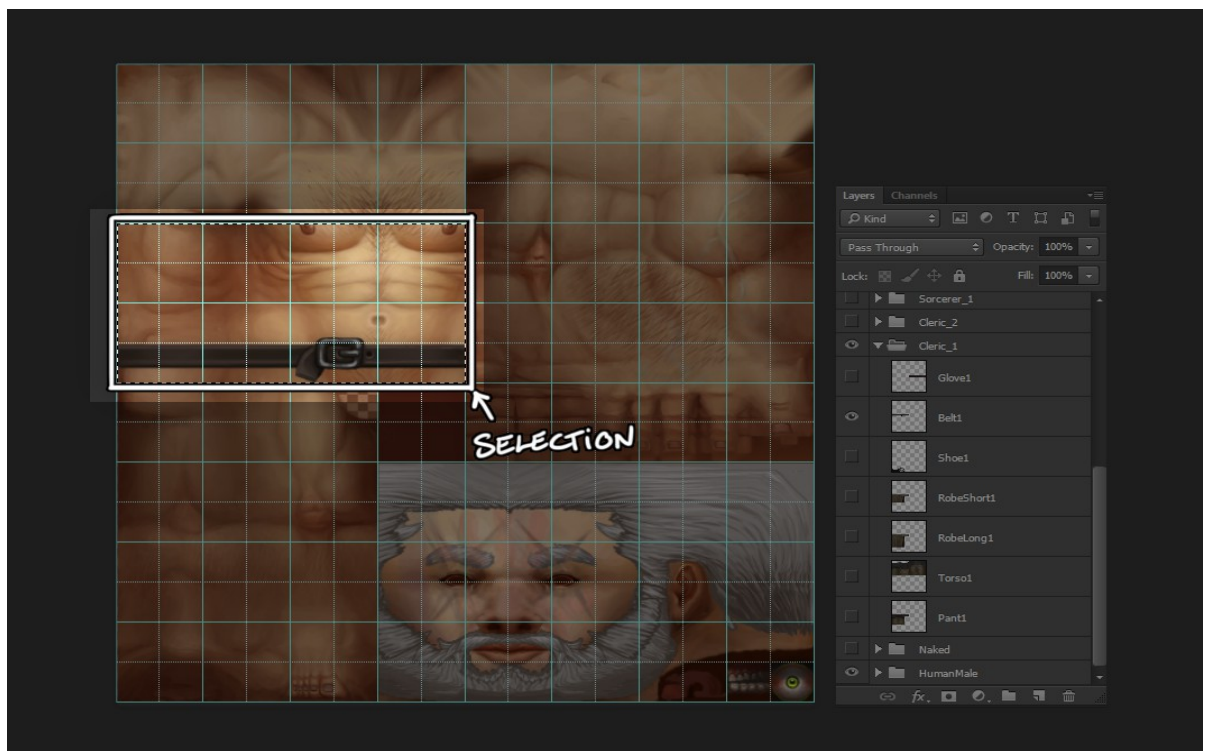 Layers Channels
Kind
Pass Through Opacity: 100%
Lock: Fill: 100%
Sorcerer_1
Cleric_2
Cleric_1
Glove1
Belt1
Shoe1
RobeShort1
RobeLong1
Torso1
Pant1
Naked
HumanMale
fx.
SELECTION